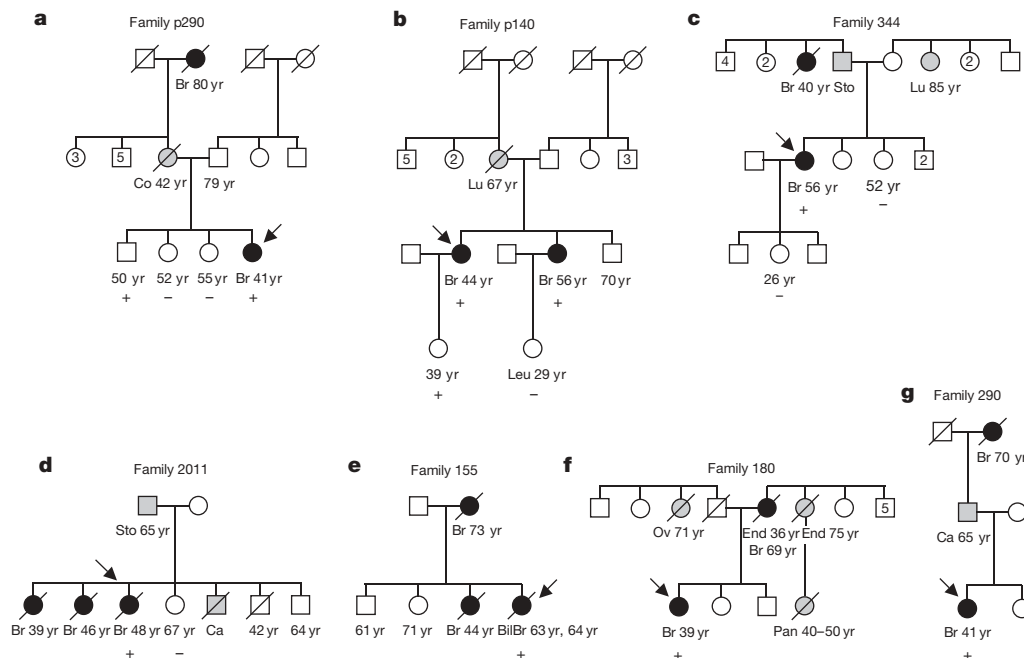 a
Family p290
Br 80 yr
3
5
Co 42 yr
79 yr
50 yr
52 yr
55 yr
Br 41 yr
+
–
–
+
b
Family p140
5
2
3
Lu 67 yr
Br 44 yr
Br 56 yr
70 yr
+
+
39 yr
Leu 29 yr
+
–
c
Family 344
4
2
2
Br 40 yr
Sto
Lu 85 yr
2
Br 56 yr
52 yr
+
–
26 yr
–
d
Family 2011
Sto 65 yr
Br 39 yr
Br 46 yr
Br 48 yr
67 yr
Ca
42 yr
64 yr
+
–
e
Family 155
Br 73 yr
61 yr
71 yr
Br 44 yr
BilBr 63 yr, 64 yr
+
f
Family 180
5
Ov 71 yr
End 36 yr
End 75 yr
Br 69 yr
Br 39 yr
Pan 40–50 yr
+
g
Family 290
Br 70 yr
Ca 65 yr
Br 41 yr
+